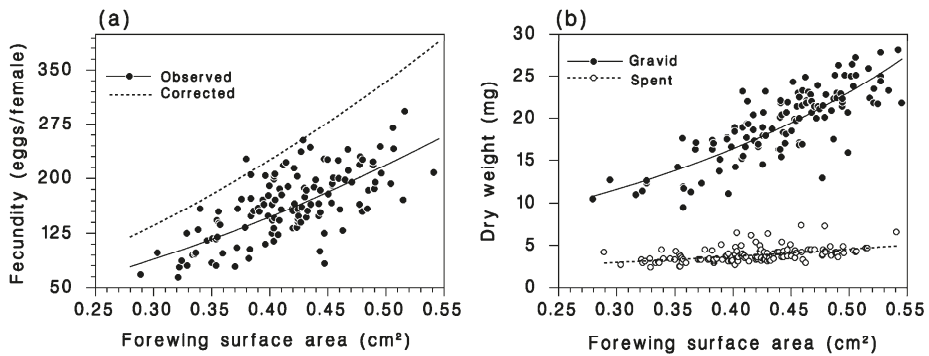 (a)
Fecundity (eggs/female)
350
275
200
125
50
Observed
Corrected
0.25 0.30 0.35 0.40 0.45 0.50 0.55
Forewing surface area (cm²)
(b)
Dry weight (mg)
30
25
20
15
10
5
0
Gravid
Spent
0.25 0.30 0.35 0.40 0.45 0.50 0.55
Forewing surface area (cm²)